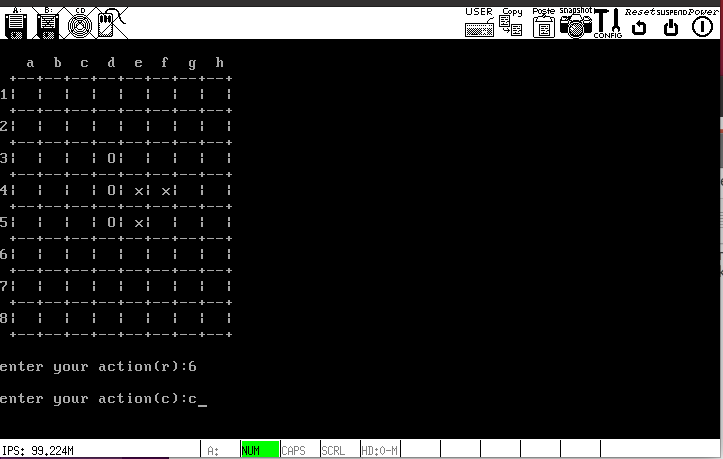 A: B: CD USER Copy Paste snapshot CONFIG Reset SUSPEND Power
a b c d e f g h
+--+--+--+--+--+--+--+--+
1| | | | | | | | |
+--+--+--+--+--+--+--+--+
2| | | | | | | | |
+--+--+--+--+--+--+--+--+
3| | | | O| | | | |
+--+--+--+--+--+--+--+--+
4| | | | O| x| x| | |
+--+--+--+--+--+--+--+--+
5| | | | O| x| | | |
+--+--+--+--+--+--+--+--+
6| | | | | | | | |
+--+--+--+--+--+--+--+--+
7| | | | | | | | |
+--+--+--+--+--+--+--+--+
8| | | | | | | | |
+--+--+--+--+--+--+--+--+
enter your action(r):6
enter your action(c):c_
IPS: 99.224M A: NUM CAPS SCRL HD:0-M